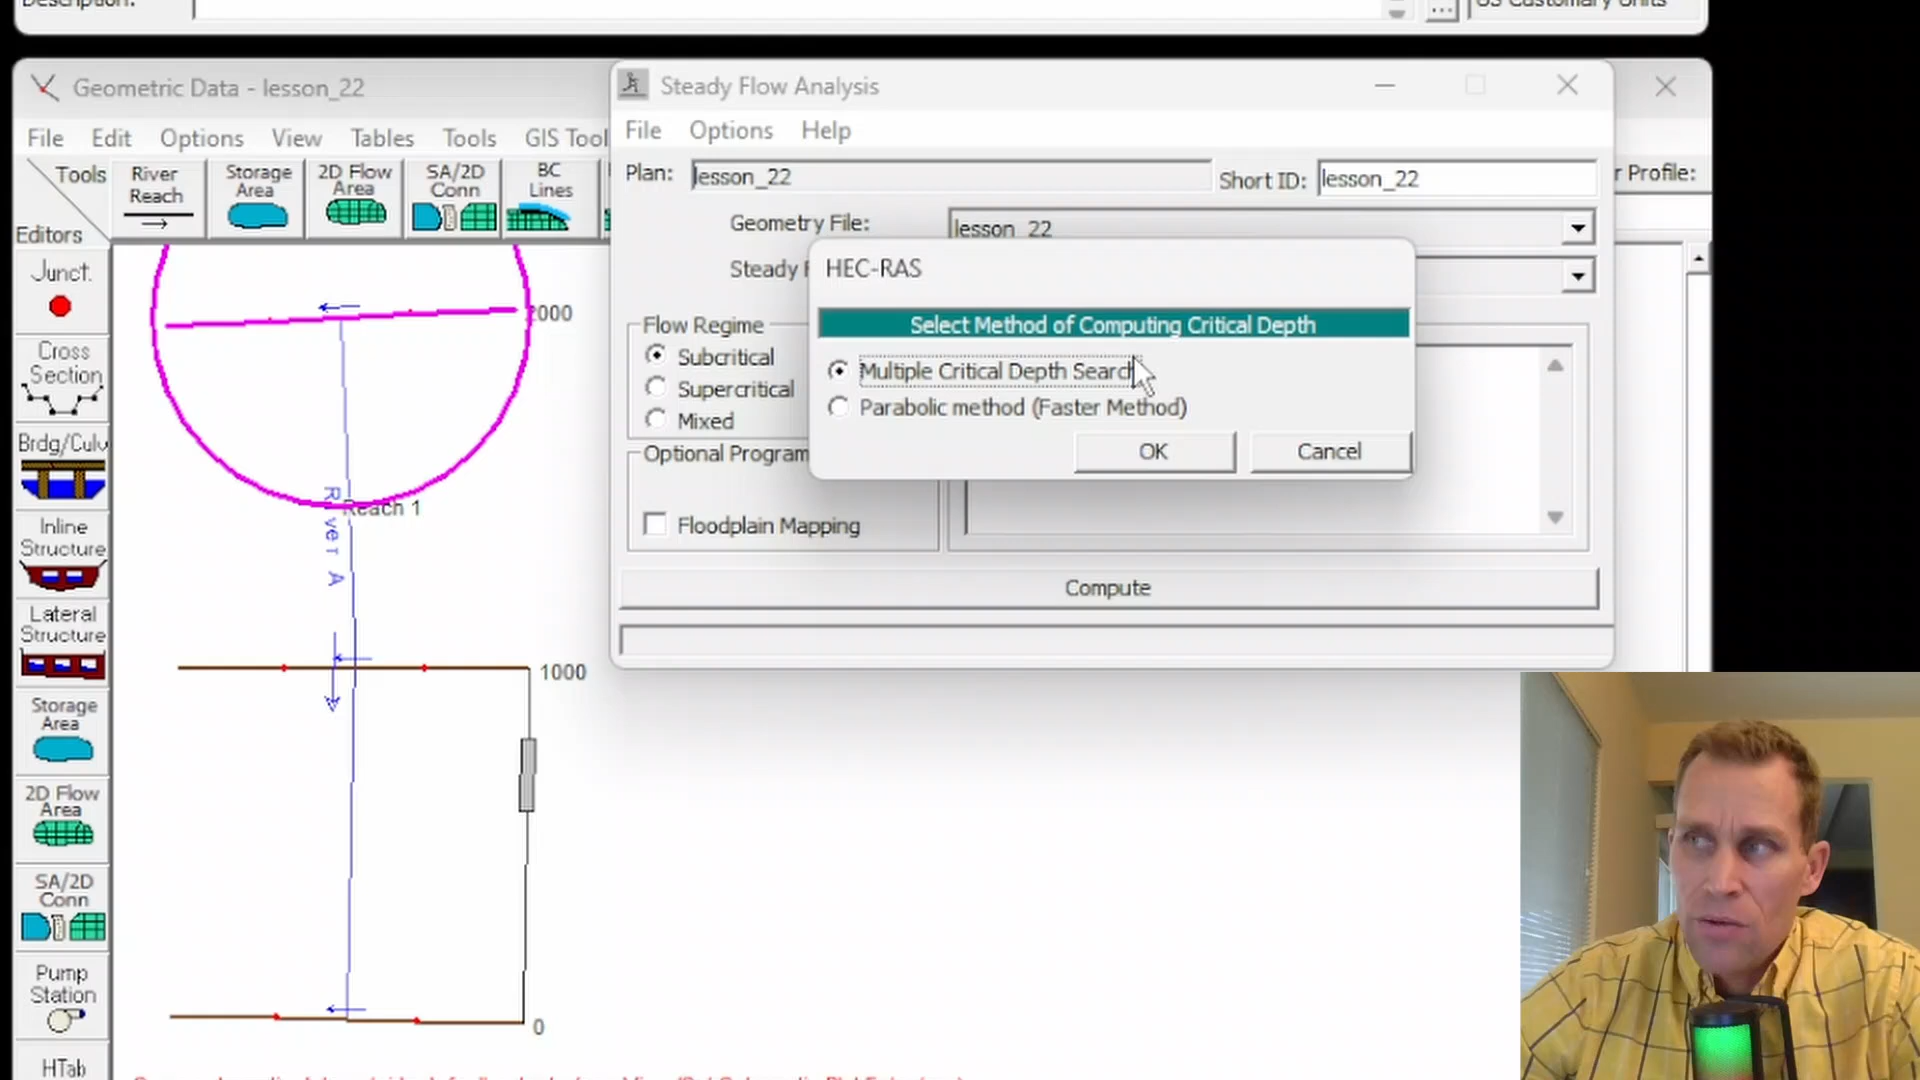 Description:
... US Customary Units
Geometric Data - lesson_22
File Edit Options View Tables Tools GIS Tool
Tools
River
Reach
Storage
Area
2D Flow
Area
SA/2D
Conn
BC
Lines
Editors
Junct.
Cross
Section
Brdg/Culv
Inline
Structure
Lateral
Structure
Storage
Area
2D Flow
Area
SA/2D
Conn
Pump
Station
HTab
2000
Reach 1
River A
1000
0
Steady Flow Analysis
File Options Help
Plan: lesson_22 Short ID: lesson_22
r Profile:
Geometry File: lesson_22
Steady F
Flow Regime
Subcritical
Supercritical
Mixed
Optional Program
Floodplain Mapping
Compute
HEC-RAS
Select Method of Computing Critical Depth
Multiple Critical Depth Search
Parabolic method (Faster Method)
OK Cancel